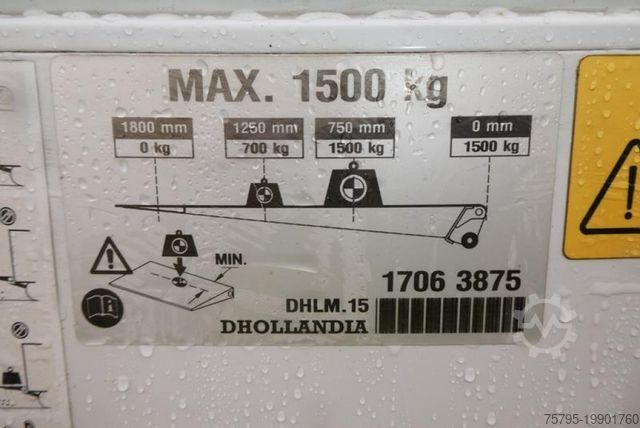 MAX. 1500 kg
1800 mm 1250 mm 750 mm 0 mm
0 kg 700 kg 1500 kg 1500 kg
MIN.
1706 3875
DHLM.15
DHOLLANDIA
75795-19901760